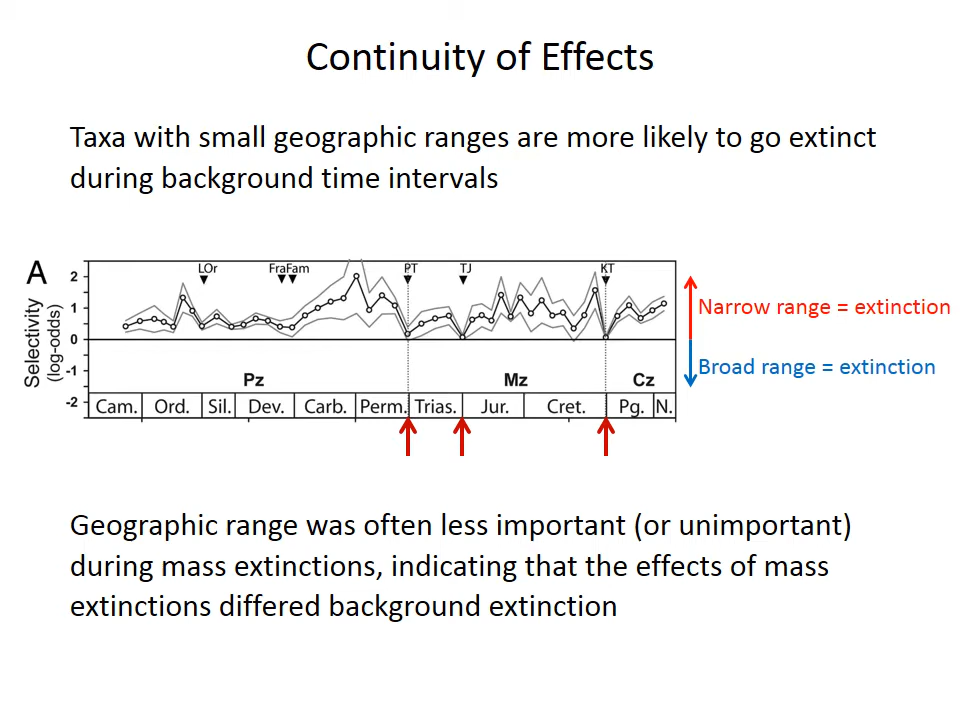 Continuity of Effects
Taxa with small geographic ranges are more likely to go extinct
during background time intervals
A
Selectivity
(log-odds)
2
1
0
-1
-2
LOr
FraFam
PT
TJ
KT
Pz
Mz
Cz
Cam.
Ord.
Sil.
Dev.
Carb.
Perm.
Trias.
Jur.
Cret.
Pg.
N.
Narrow range = extinction
Broad range = extinction
Geographic range was often less important (or unimportant)
during mass extinctions, indicating that the effects of mass
extinctions differed background extinction